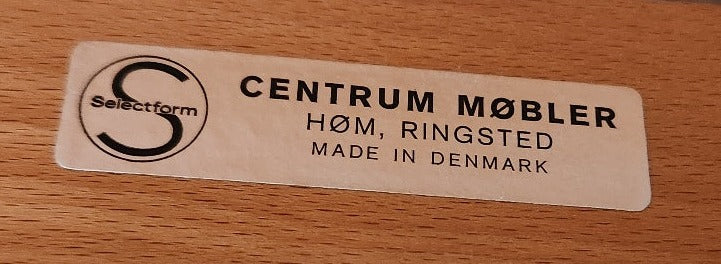 Selectform
CENTRUM MØBLER
HØM, RINGSTED
MADE IN DENMARK